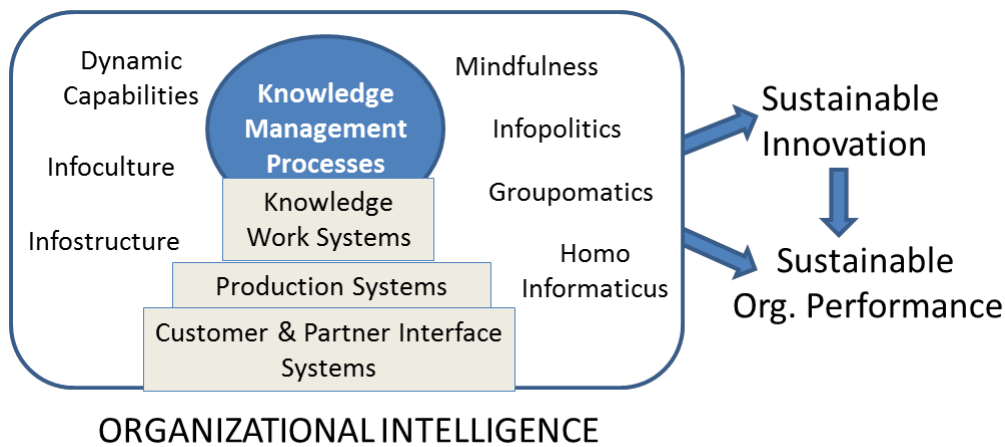 Dynamic
Capabilities
Infoculture
Infostructure
Knowledge
Management
Processes
Knowledge
Work Systems
Production Systems
Customer & Partner Interface
Systems
Mindfulness
Infopolitics
Groupomatics
Homo
Informaticus
Sustainable
Innovation
Sustainable
Org. Performance
ORGANIZATIONAL INTELLIGENCE